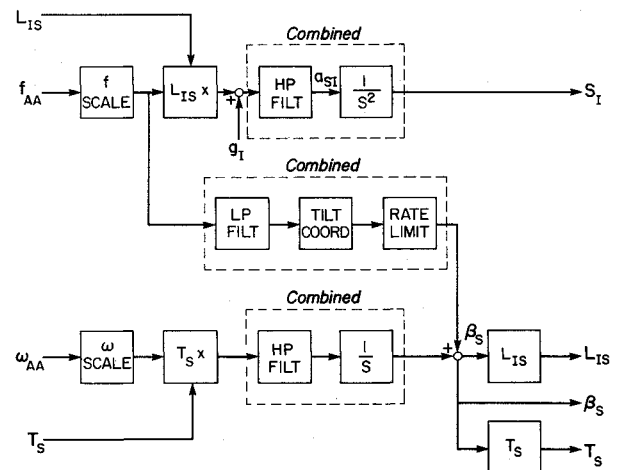 Combined
L_IS
f_AA
f
SCALE
L_IS x
+
g_I
HP
FILT
a_SI
1
S²
S_I
Combined
LP
FILT
TILT
COORD
RATE
LIMIT
Combined
ω_AA
ω
SCALE
T_S x
HP
FILT
1
S
+
β_S
L_IS
L_IS
β_S
T_S
T_S
T_S